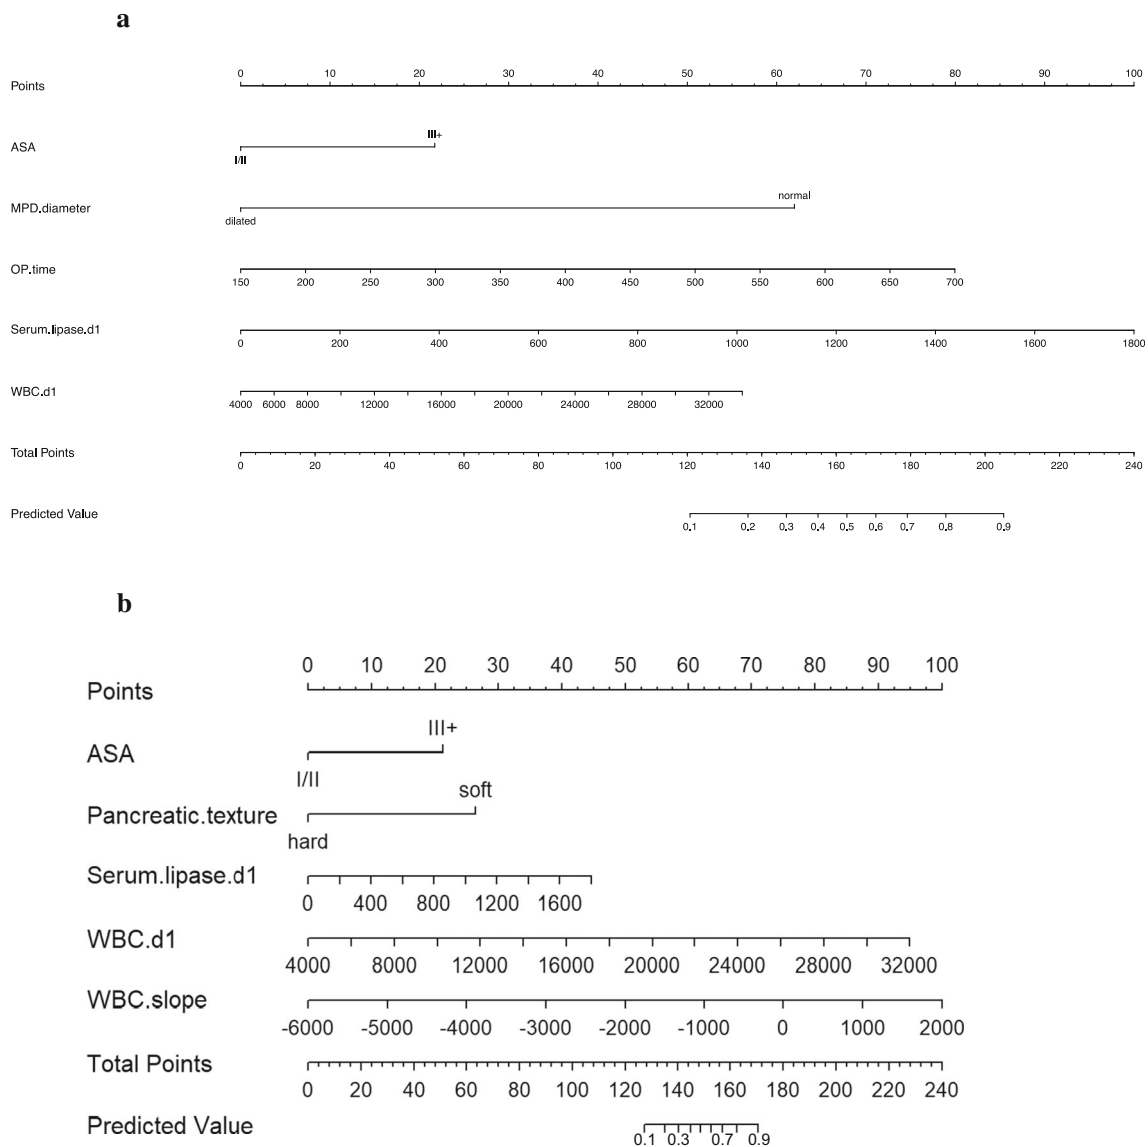 a
0 10 20 30 40 50 60 70 80 90 100
Points
III+
ASA
I/II
normal
MPD.diameter
dilated
OP.time
150 200 250 300 350 400 450 500 550 600 650 700
Serum.lipase.d1
0 200 400 600 800 1000 1200 1400 1600 1800
WBC.d1
4000 6000 8000 12000 16000 20000 24000 28000 32000
Total Points
0 20 40 60 80 100 120 140 160 180 200 220 240
Predicted Value
0.1 0.2 0.3 0.4 0.5 0.6 0.7 0.8 0.9
b
0 10 20 30 40 50 60 70 80 90 100
Points
III+
ASA
I/II
soft
Pancreatic.texture
hard
Serum.lipase.d1
0 400 800 1200 1600
WBC.d1
4000 8000 12000 16000 20000 24000 28000 32000
WBC.slope
-6000 -5000 -4000 -3000 -2000 -1000 0 1000 2000
Total Points
0 20 40 60 80 100 120 140 160 180 200 220 240
Predicted Value
0.1 0.3 0.7 0.9